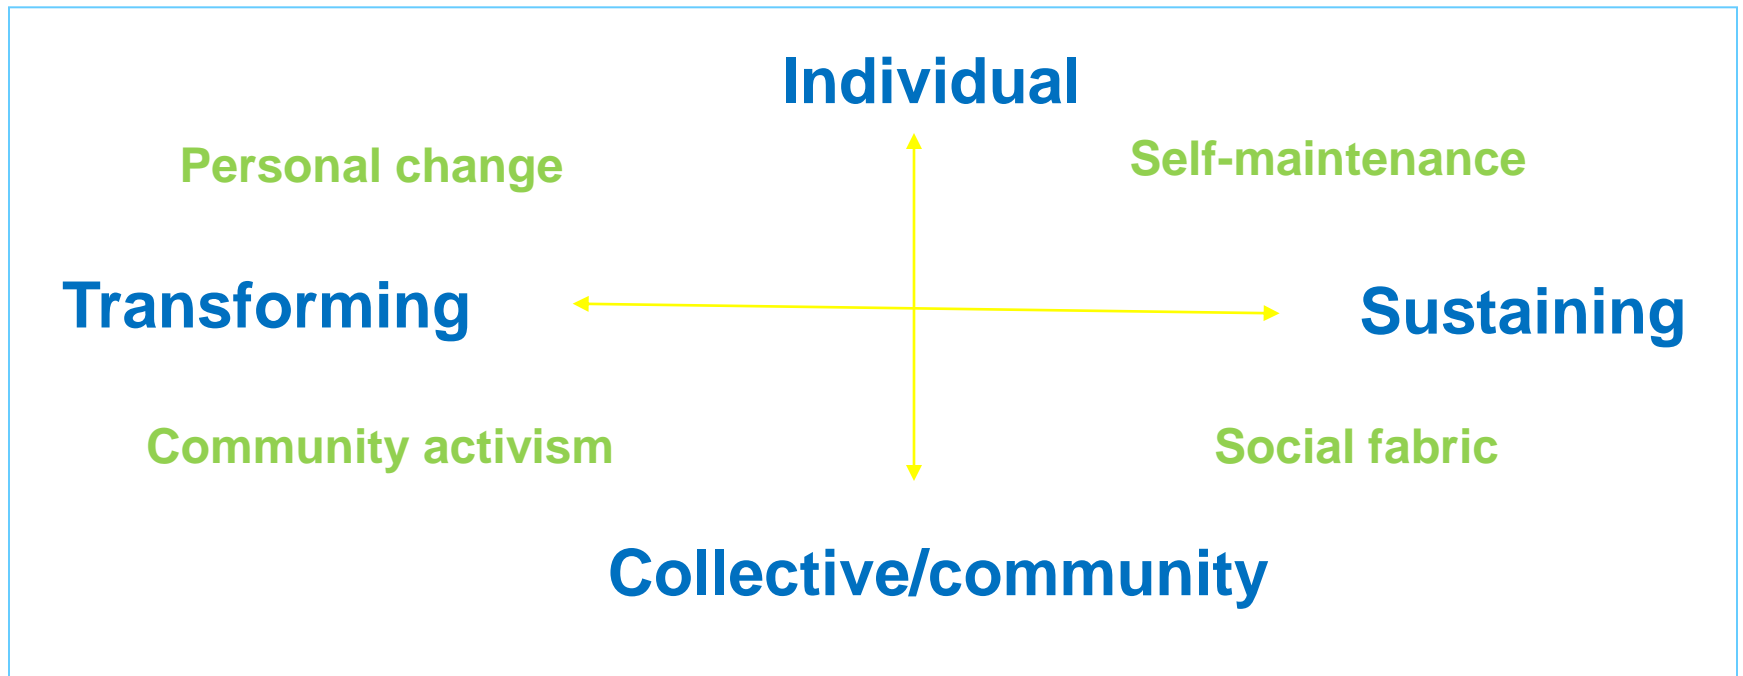 Individual
Personal change
Self-maintenance
Transforming
Sustaining
Community activism
Social fabric
Collective/community